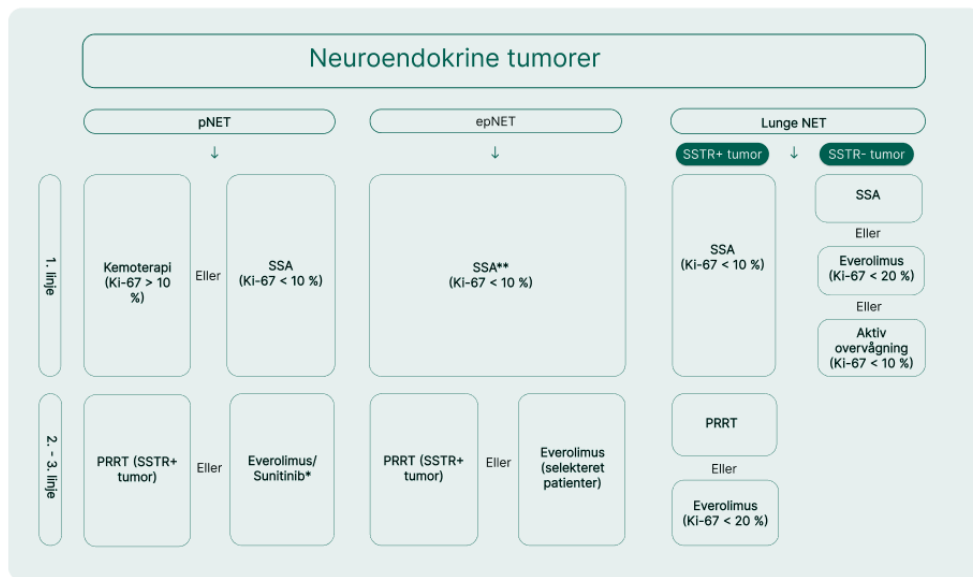 Neuroendokrine tumorer
pNET
epNET
Lunge NET
↓
↓
SSTR+ tumor
↓
SSTR- tumor
1. linje
Kemoterapi
(Ki-67 > 10
%)
Eller
SSA
(Ki-67 < 10 %)
SSA**
(Ki-67 < 10 %)
SSA
(Ki-67 < 10 %)
SSA
Eller
Everolimus
(Ki-67 < 20 %)
Eller
Aktiv
overvågning
(Ki-67 < 10 %)
2. - 3. linje
PRRT (SSTR+
tumor)
Eller
Everolimus/
Sunitinib*
PRRT (SSTR+
tumor)
Eller
Everolimus
(selekteret
patienter)
PRRT
Eller
Everolimus
(Ki-67 < 20 %)